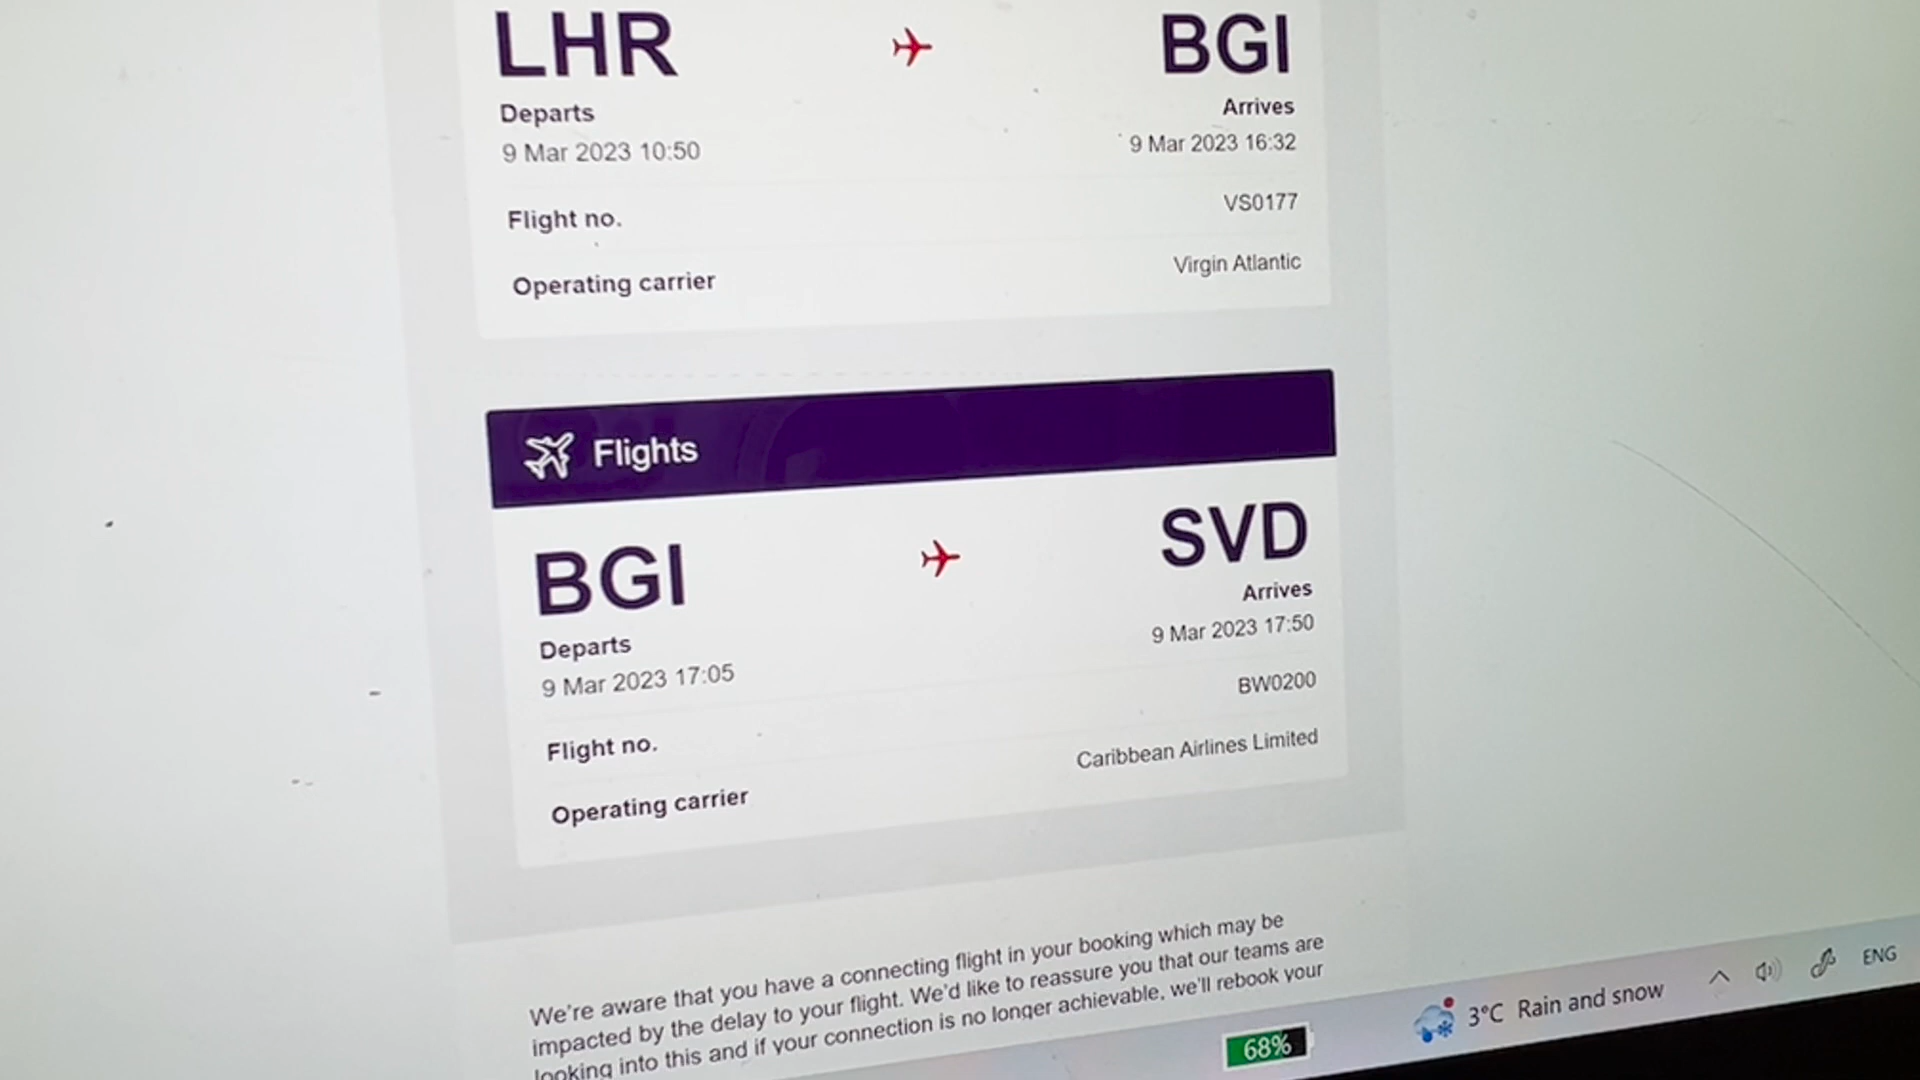 LHR BGI
Departs Arrives
9 Mar 2023 10:50 9 Mar 2023 16:32
Flight no. VS0177
Operating carrier Virgin Atlantic
Flights
BGI SVD
Departs Arrives
9 Mar 2023 17:05 9 Mar 2023 17:50
Flight no. BW0200
Operating carrier Caribbean Airlines Limited
We're aware that you have a connecting flight in your booking which may be
impacted by the delay to your flight. We'd like to reassure you that our teams are
looking into this and if your connection is no longer achievable, we'll rebook your
68% 3°C Rain and snow ENG